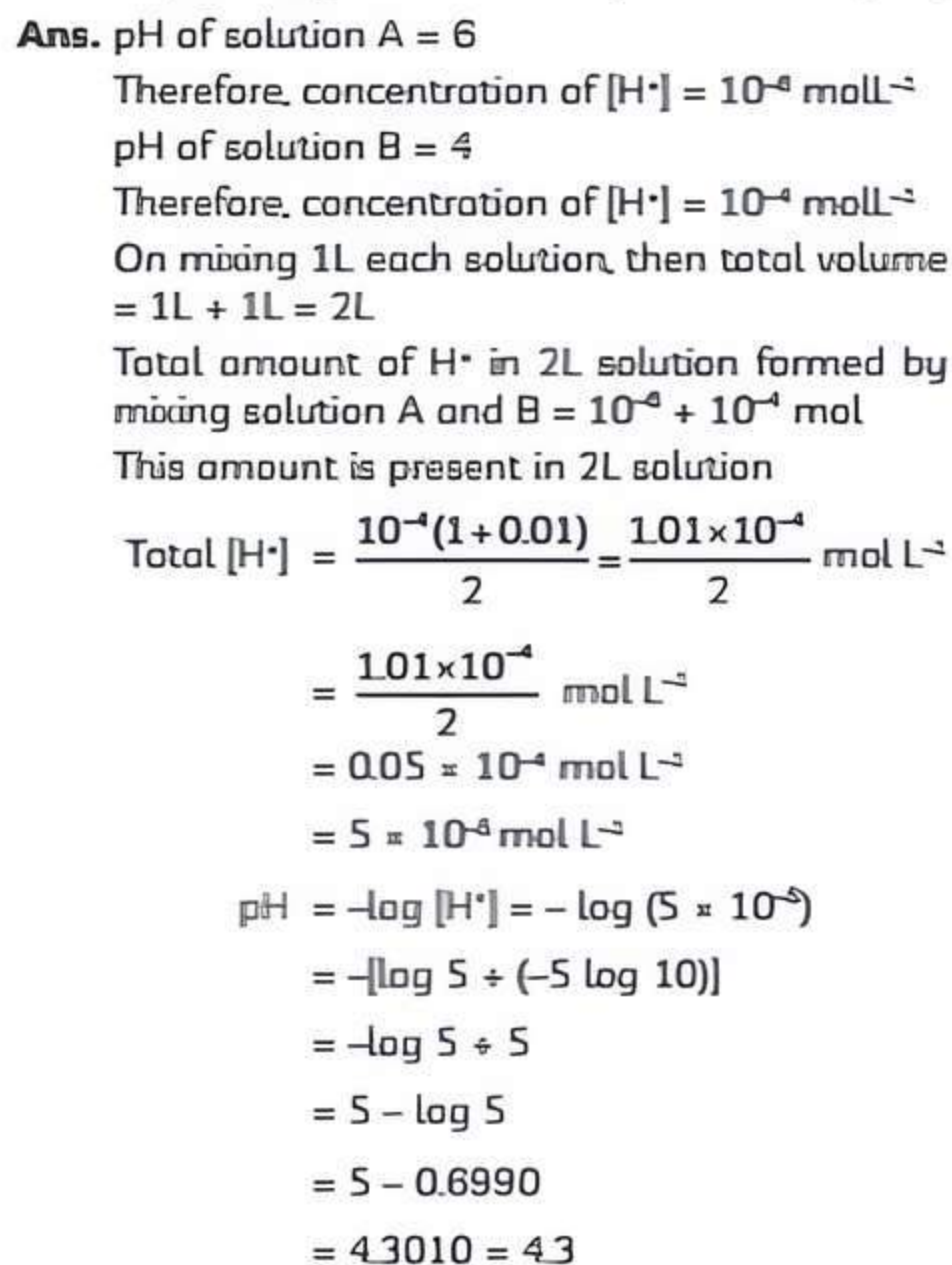 Ans. pH of solution A = 6
Therefore, concentration of [H⁺] = 10⁻⁶ molL⁻¹
pH of solution B = 4
Therefore, concentration of [H⁺] = 10⁻⁴ molL⁻¹
On mixing 1L each solution, then total volume
= 1L + 1L = 2L
Total amount of H⁺ in 2L solution formed by
mixing solution A and B = 10⁻⁶ + 10⁻⁴ mol
This amount is present in 2L solution
Total [H⁺] = 10⁻⁴(1+0.01)/2 = 1.01×10⁻⁴/2 mol L⁻¹
= 1.01×10⁻⁴/2 mol L⁻¹
= 0.05 × 10⁻⁴ mol L⁻¹
= 5 × 10⁻⁵ mol L⁻¹
pH = –log [H⁺] = – log (5 × 10⁻⁵)
= –[log 5 + (–5 log 10)]
= –log 5 + 5
= 5 – log 5
= 5 – 0.6990
= 4.3010 = 4.3